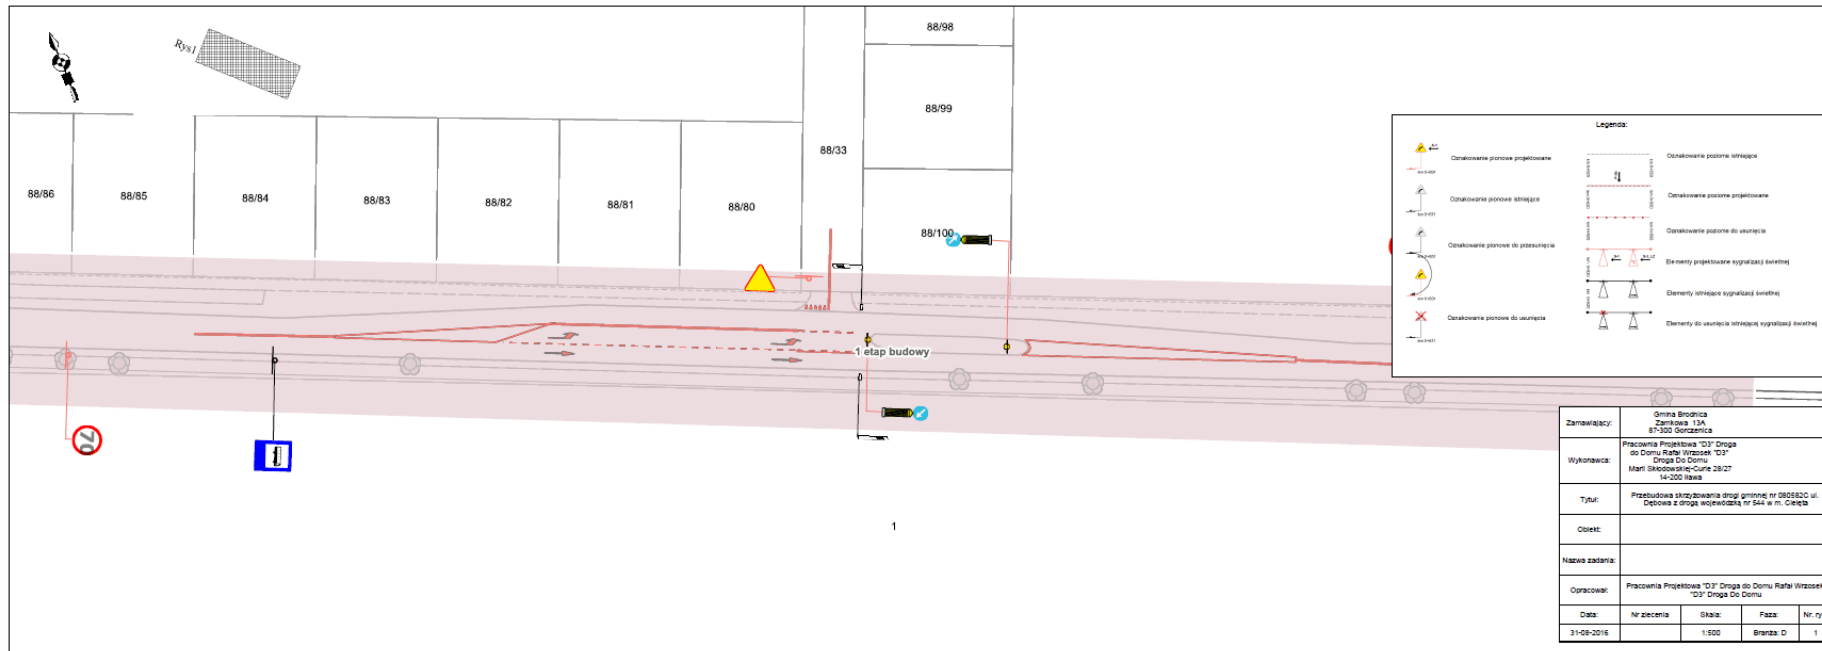 Rys1
88/98
88/99
88/33
88/86
88/85
88/84
88/83
88/82
88/81
88/80
88/100
1 etap budowy
70
1
Legenda:
Oznakowanie pionowe projektowane
Oznakowanie pionowe istniejące
Oznakowanie pionowe do przesunięcia
Oznakowanie pionowe do usunięcia
Oznakowanie poziome istniejące
Oznakowanie poziome projektowane
Oznakowanie poziome do usunięcia
Elementy projektowane sygnalizacji świetlnej
Elementy istniejące sygnalizacji świetlnej
Elementy do usunięcia istniejącej sygnalizacji świetlnej
Zamawiający:
Gmina Brodnica
Zamkowa 13A
87-300 Gorczenica
Wykonawca:
Pracownia Projektowa "D3" Droga
do Domu Rafał Wrzosek "D3"
Droga Do Domu
Marii Skłodowskiej-Curie 28/27
14-200 Iława
Tytuł:
Przebudowa skrzyżowania drogi gminnej nr 080582C ul.
Dębowa z drogą wojewódzką nr 544 w m. Cielęta
Obiekt:
Nazwa zadania:
Opracował:
Pracownia Projektowa "D3" Droga do Domu Rafał Wrzosek
"D3" Droga Do Domu
Data: Nr zlecenia Skala: Faza: Nr. ry
31-08-2016 1:500 Branża: D 1